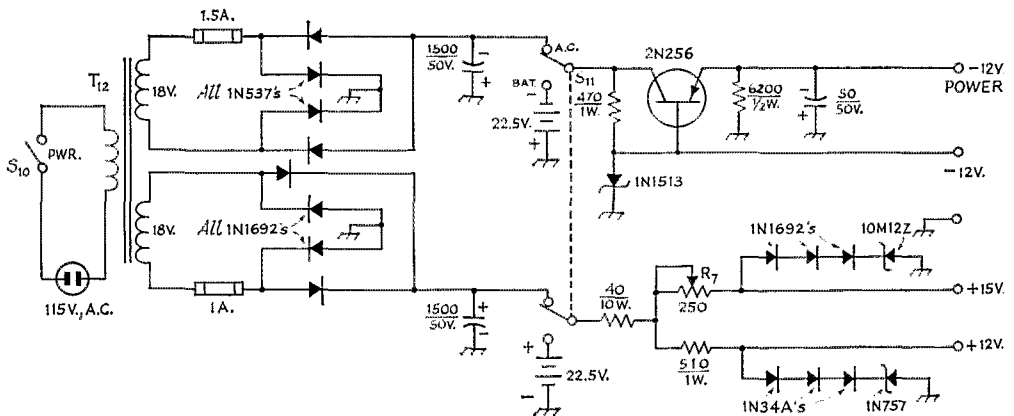 1.5A.
T12
18V.
All 1N537's
S10
PWR.
115V., A.C.
18V.
All 1N1692's
1A.
1500
50V.
-
+
A.C.
S11
BAT.
-
22.5V.
+
470
1W.
2N256
6200
½W.
-
50
50V.
+
-12V
POWER
-12V.
1N1513
1500
50V.
+
-
+
22.5V.
-
40
10W.
R7
250
1N1692's
10M12Z
+15V.
510
1W.
+12V.
1N34A's
1N757